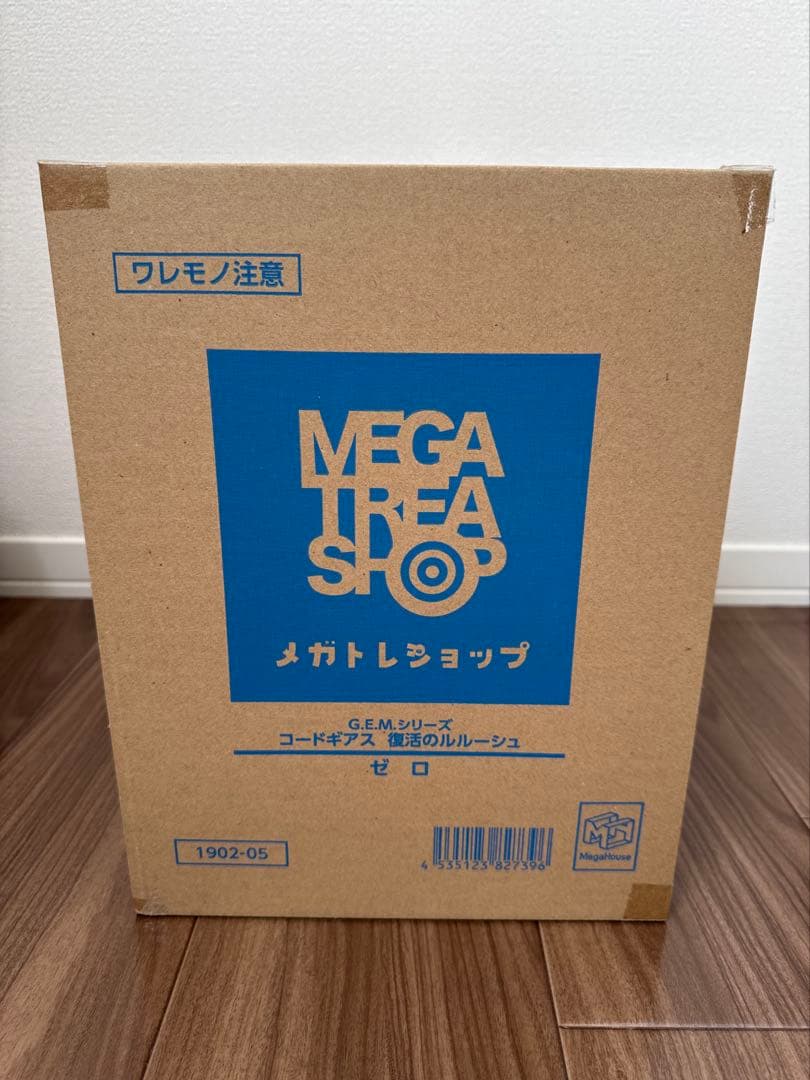 ワレモノ注意
MEGA
TREA
SHOP
メガトレショップ
G.E.M.シリーズ
コードギアス 復活のルルーシュ
ゼロ
1902-05
4 535123 827396
MegaHouse